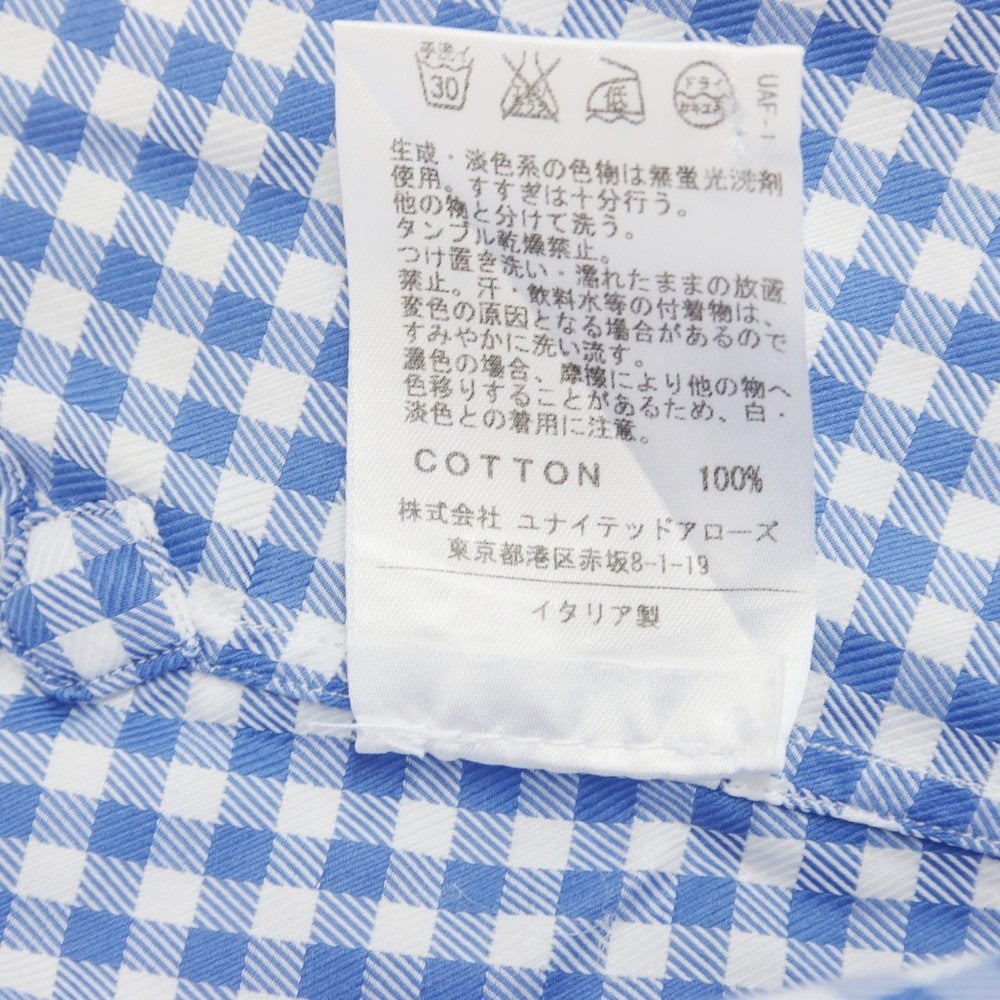 手洗イ
30
低
ドライ
UAF-1
生成・淡色系の色物は無蛍光洗剤
使用。すすぎは十分行う。
他の物と分けて洗う。
タンブル乾燥禁止。
つけ置き洗い・濡れたままの放置
禁止。汗・飲料水等の付着物は、
変色の原因となる場合があるので
すみやかに洗い流す。
濃色の場合、摩擦により他の物へ
色移りすることがあるため、白・
淡色との着用に注意。
COTTON 100%
株式会社 ユナイテッドアローズ
東京都港区赤坂8-1-19
イタリア製